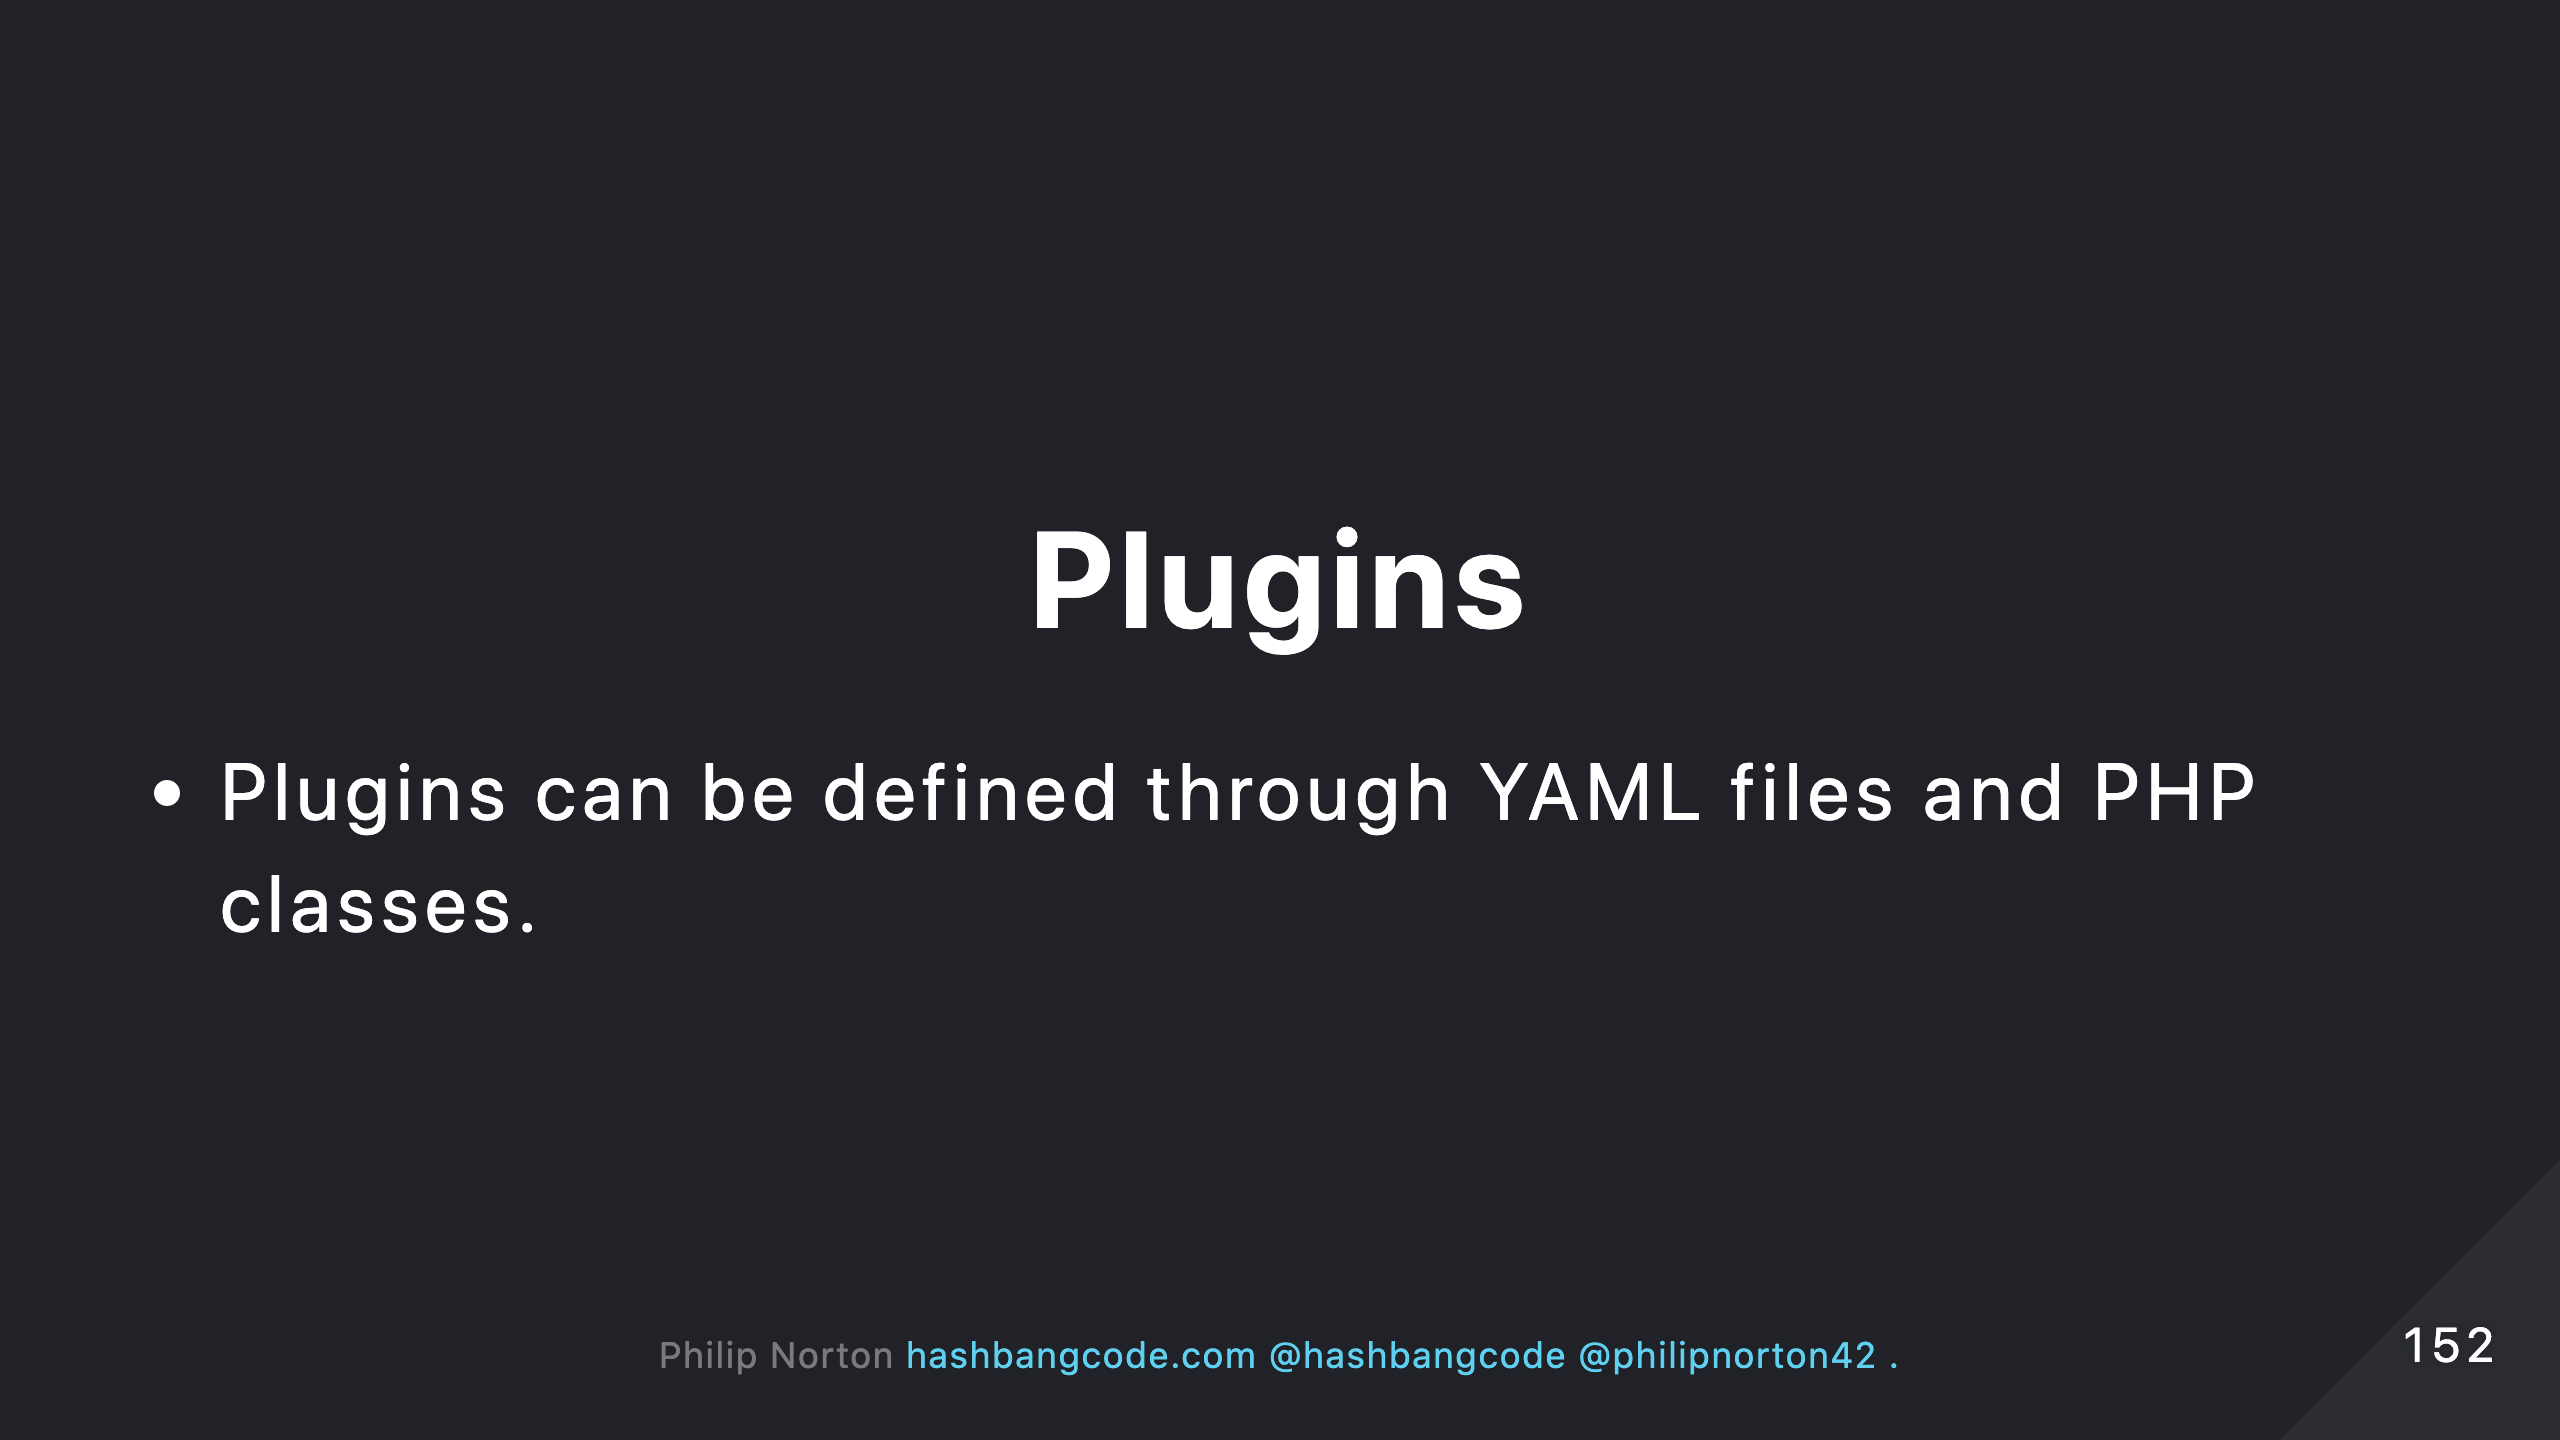 Plugins
• Plugins can be defined through YAML files and PHP
classes.
Philip Norton hashbangcode.com @hashbangcode @philipnorton42 .
152